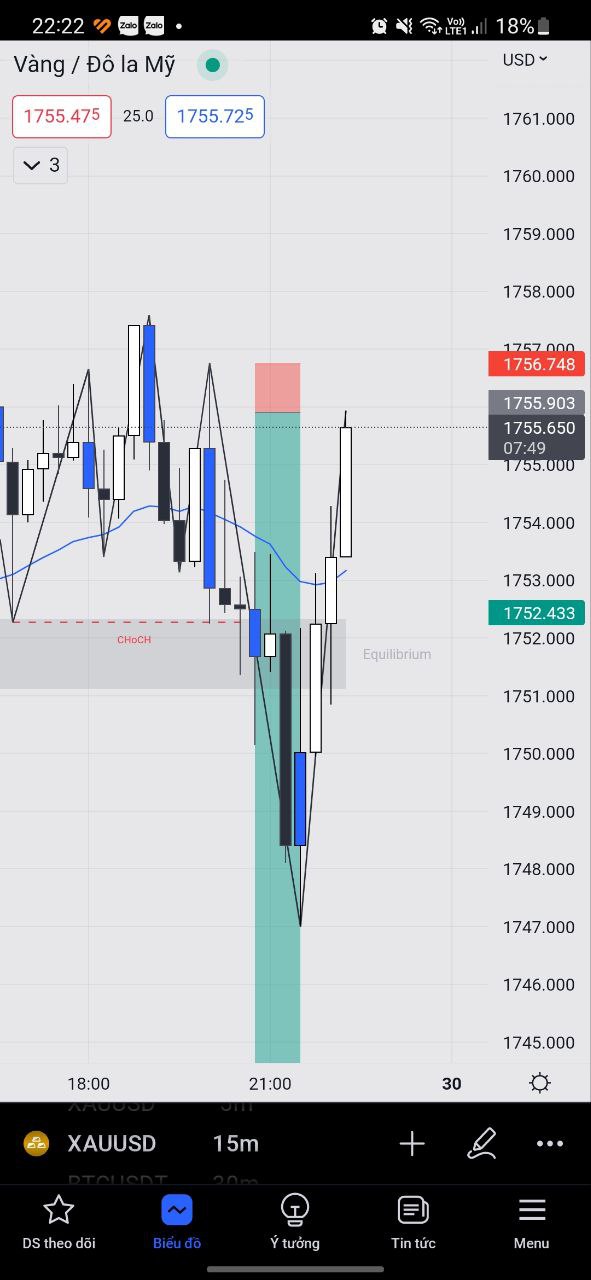 22:22 Zalo Zalo Vo)) LTE1 18%
Vàng / Đô la Mỹ
USD
1755.475 25.0 1755.725
3
1761.000
1760.000
1759.000
1758.000
1757.000
1756.748
1755.903
1755.650
07:49
1755.000
1754.000
1753.000
1752.433
1752.000
CHoCH
Equilibrium
1751.000
1750.000
1749.000
1748.000
1747.000
1746.000
1745.000
18:00 21:00 30
XAUUSD 5m
XAUUSD 15m
BTCUSDT 30m
DS theo dõi Biểu đồ Ý tưởng Tin tức Menu